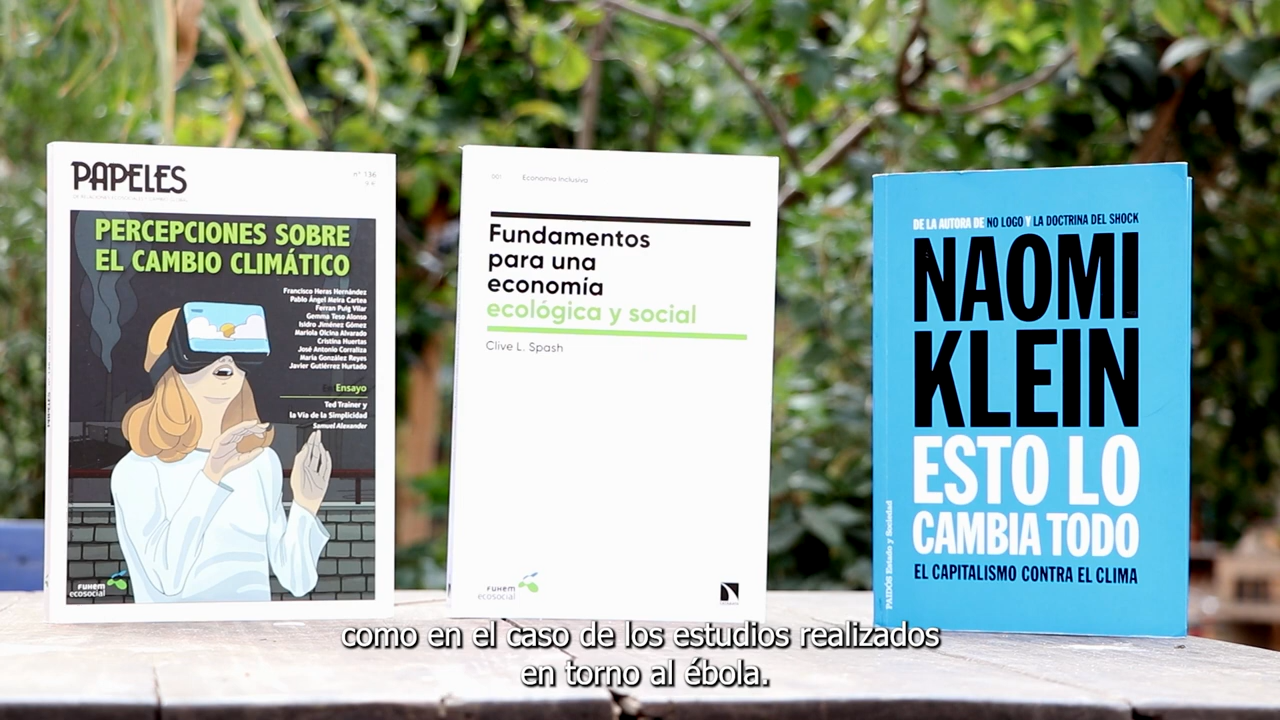 PAPELES
nº 136
PERCEPCIONES SOBRE
EL CAMBIO CLIMÁTICO
Francisco Heras Hernández
Pablo Ángel Meira Cartea
Ferran Puig Vilar
Gemma Teso Alonso
Isidro Jiménez Gómez
Mariola Olcina Alvarado
Cristina Huertas
José Antonio Corraliza
María González Reyes
Javier Gutiérrez Hurtado
Ensayo
Ted Trainer y
la Vía de la Simplicidad
Samuel Alexander
FUHEM
ecosocial
001 Economía Inclusiva
Fundamentos
para una
economía
ecológica y social
Clive L. Spash
FUHEM
ecosocial
DE LA AUTORA DE NO LOGO Y LA DOCTRINA DEL SHOCK
NAOMI
KLEIN
ESTO LO
CAMBIA TODO
EL CAPITALISMO CONTRA EL CLIMA
PAIDÓS Estado y Sociedad
como en el caso de los estudios realizados
en torno al ébola.